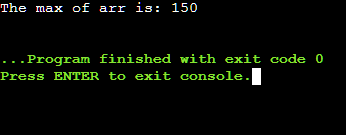 The max of arr is: 150
...Program finished with exit code 0
Press ENTER to exit console.